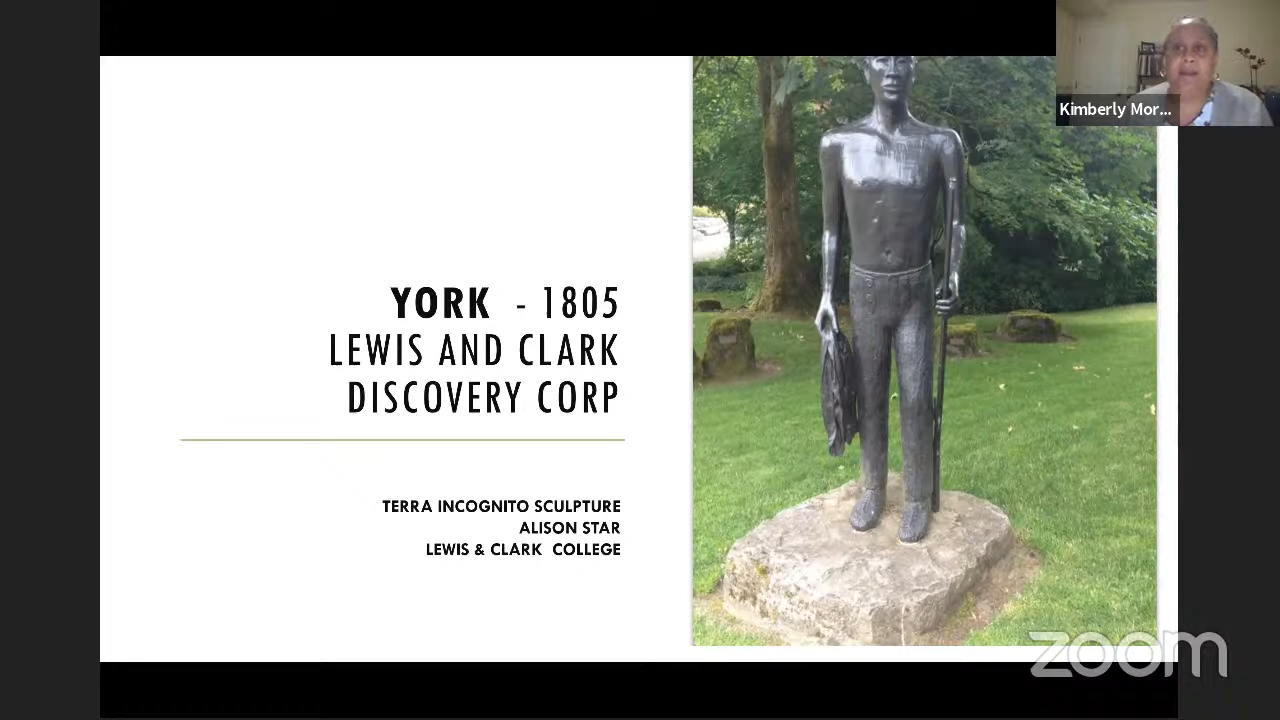 Kimberly Mor...
YORK - 1805
LEWIS AND CLARK
DISCOVERY CORP
TERRA INCOGNITO SCULPTURE
ALISON STAR
LEWIS & CLARK COLLEGE
zoom